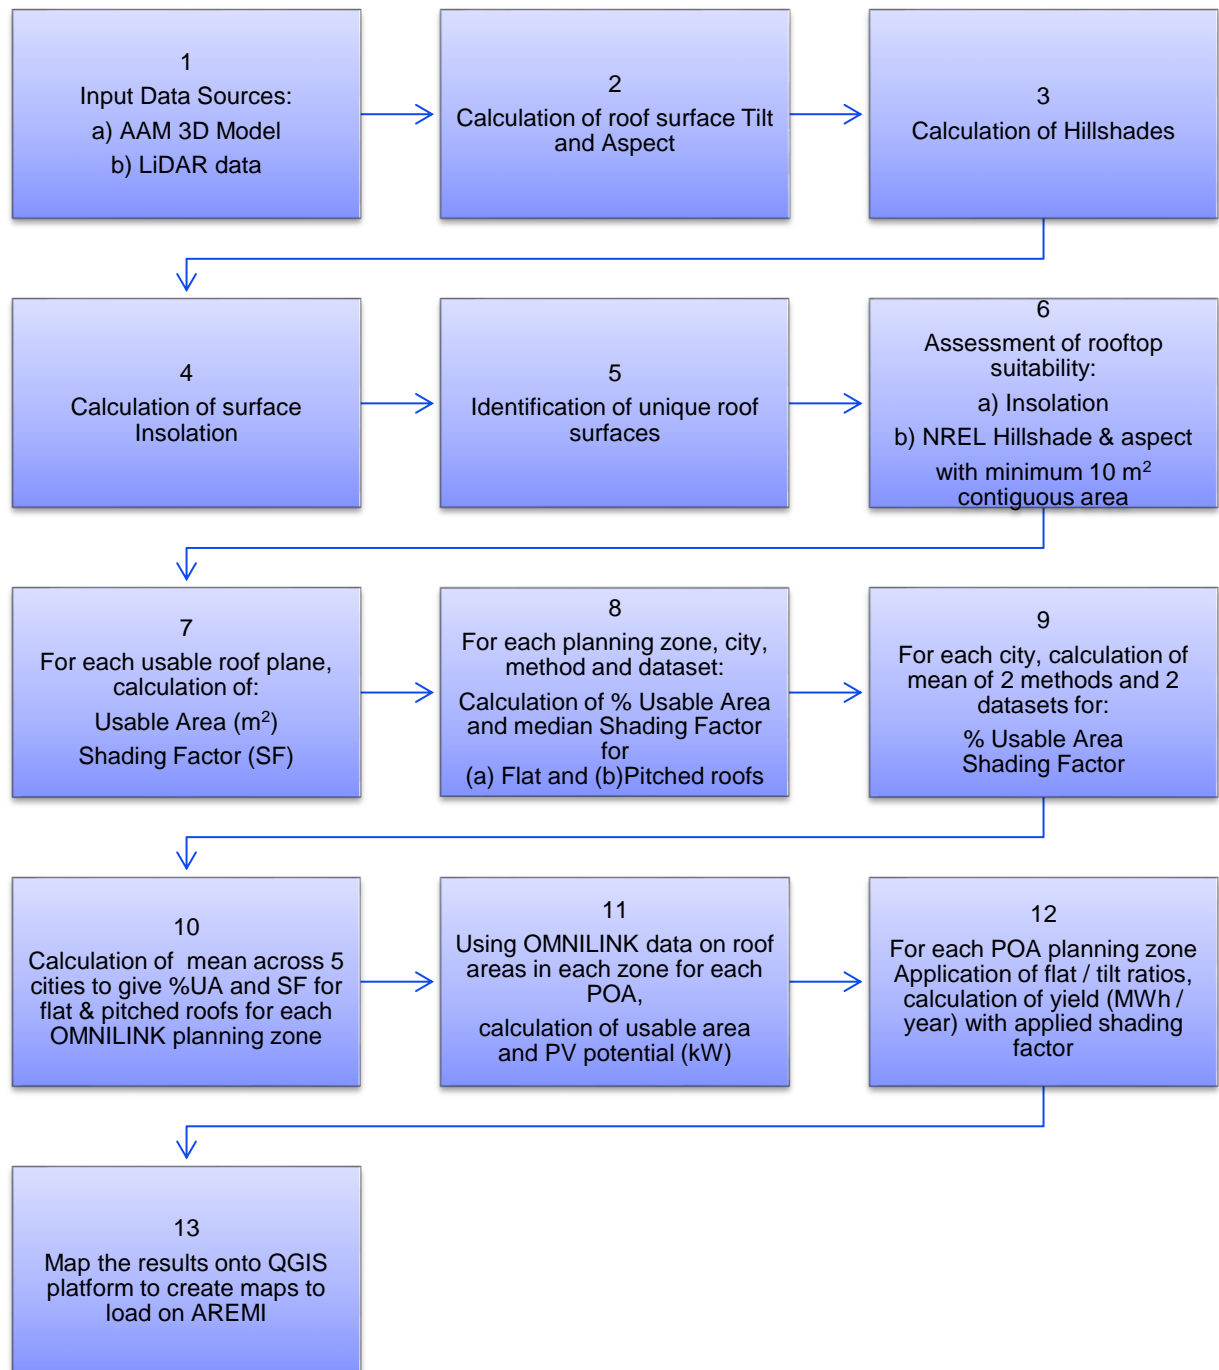 1
Input Data Sources:
a) AAM 3D Model
b) LiDAR data
2
Calculation of roof surface Tilt
and Aspect
3
Calculation of Hillshades
4
Calculation of surface
Insolation
5
Identification of unique roof
surfaces
6
Assessment of rooftop
suitability:
a) Insolation
b) NREL Hillshade & aspect
with minimum 10 m²
contiguous area
7
For each usable roof plane,
calculation of:
Usable Area (m²)
Shading Factor (SF)
8
For each planning zone, city,
method and dataset:
Calculation of % Usable Area
and median Shading Factor
for
(a) Flat and (b)Pitched roofs
9
For each city, calculation of
mean of 2 methods and 2
datasets for:
% Usable Area
Shading Factor
10
Calculation of mean across 5
cities to give %UA and SF for
flat & pitched roofs for each
OMNILINK planning zone
11
Using OMNILINK data on roof
areas in each zone for each
POA,
calculation of usable area
and PV potential (kW)
12
For each POA planning zone
Application of flat / tilt ratios,
calculation of yield (MWh /
year) with applied shading
factor
13
Map the results onto QGIS
platform to create maps to
load on AREMI